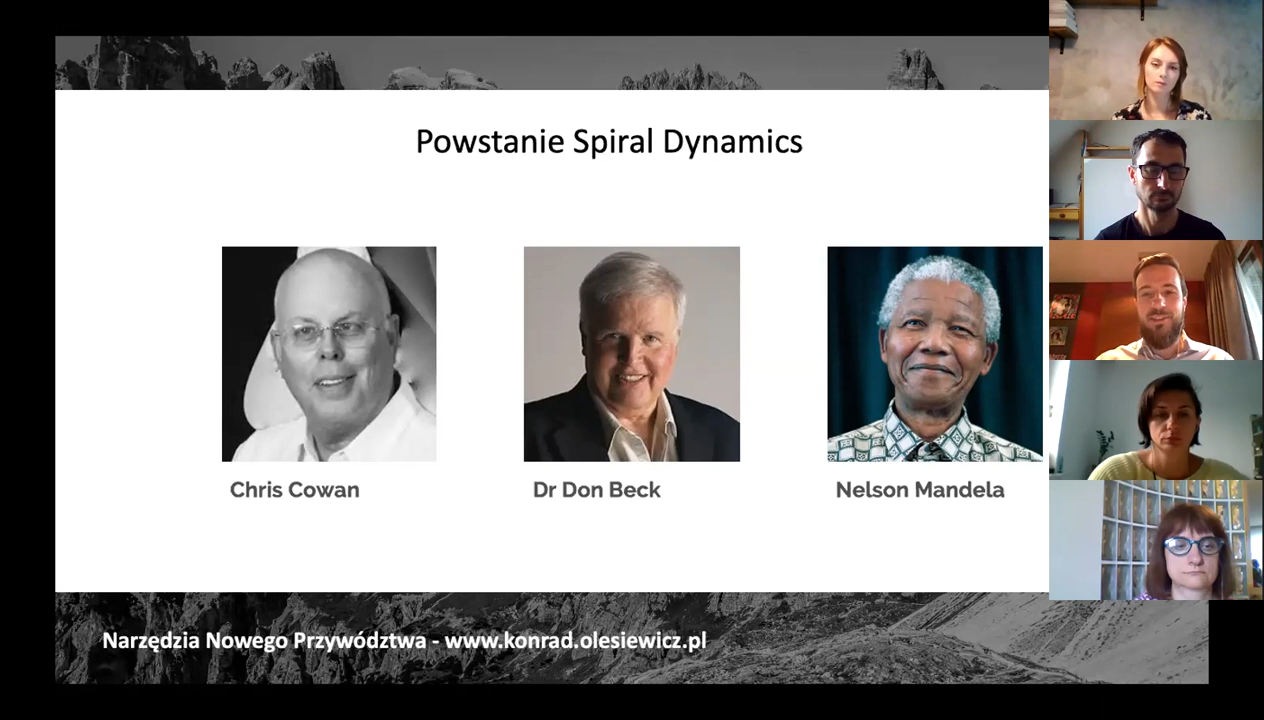 Powstanie Spiral Dynamics
Chris Cowan
Dr Don Beck
Nelson Mandela
Narzędzia Nowego Przywództwa - www.konrad.olesiewicz.pl